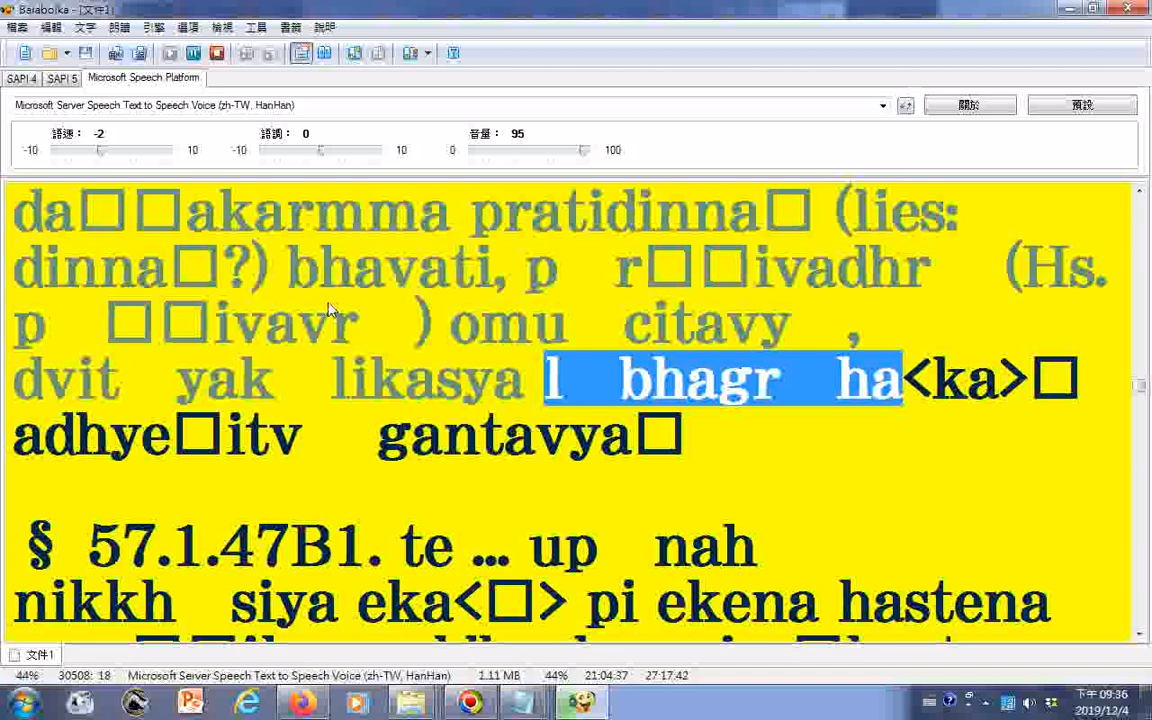 Balabolka - [文件1]
檔案 編輯 文字 朗讀 引擎 選項 檢視 工具 書籤 說明
SAPI 4 SAPI 5 Microsoft Speech Platform
Microsoft Server Speech Text to Speech Voice (zh-TW, HanHan) 關於 預設
語速: -2 語調: 0 音量: 95
-10 10 -10 10 0 100
da□□akarmma pratidinna□ (lies:
dinna□?) bhavati, p r□□ivadhr (Hs.
p □□ivavr ) omu citavy ,
dvit yak likasya l bhagr ha<ka>□
adhye□itv gantavya□
§ 57.1.47B1. te ... up nah
nikkh siya eka<□> pi ekena hastena
文件1
44% 30508: 18 Microsoft Server Speech Text to Speech Voice (zh-TW, HanHan) 1.11 MB 44% 21:04:37 27:17:42
下午 09:36
2019/12/4